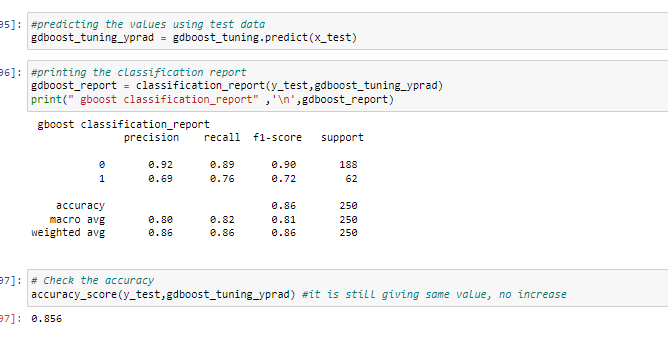 95]: #predicting the values using test data
gdboost_tuning_yprad = gdboost_tuning.predict(x_test)
96]: #printing the classification report
gdboost_report = classification_report(y_test,gdboost_tuning_yprad)
print(" gboost classification_report" ,'\n',gdboost_report)
gboost classification_report
precision recall f1-score support
0 0.92 0.89 0.90 188
1 0.69 0.76 0.72 62
accuracy 0.86 250
macro avg 0.80 0.82 0.81 250
weighted avg 0.86 0.86 0.86 250
97]: # Check the accuracy
accuracy_score(y_test,gdboost_tuning_yprad) #it is still giving same value, no increase
97]: 0.856